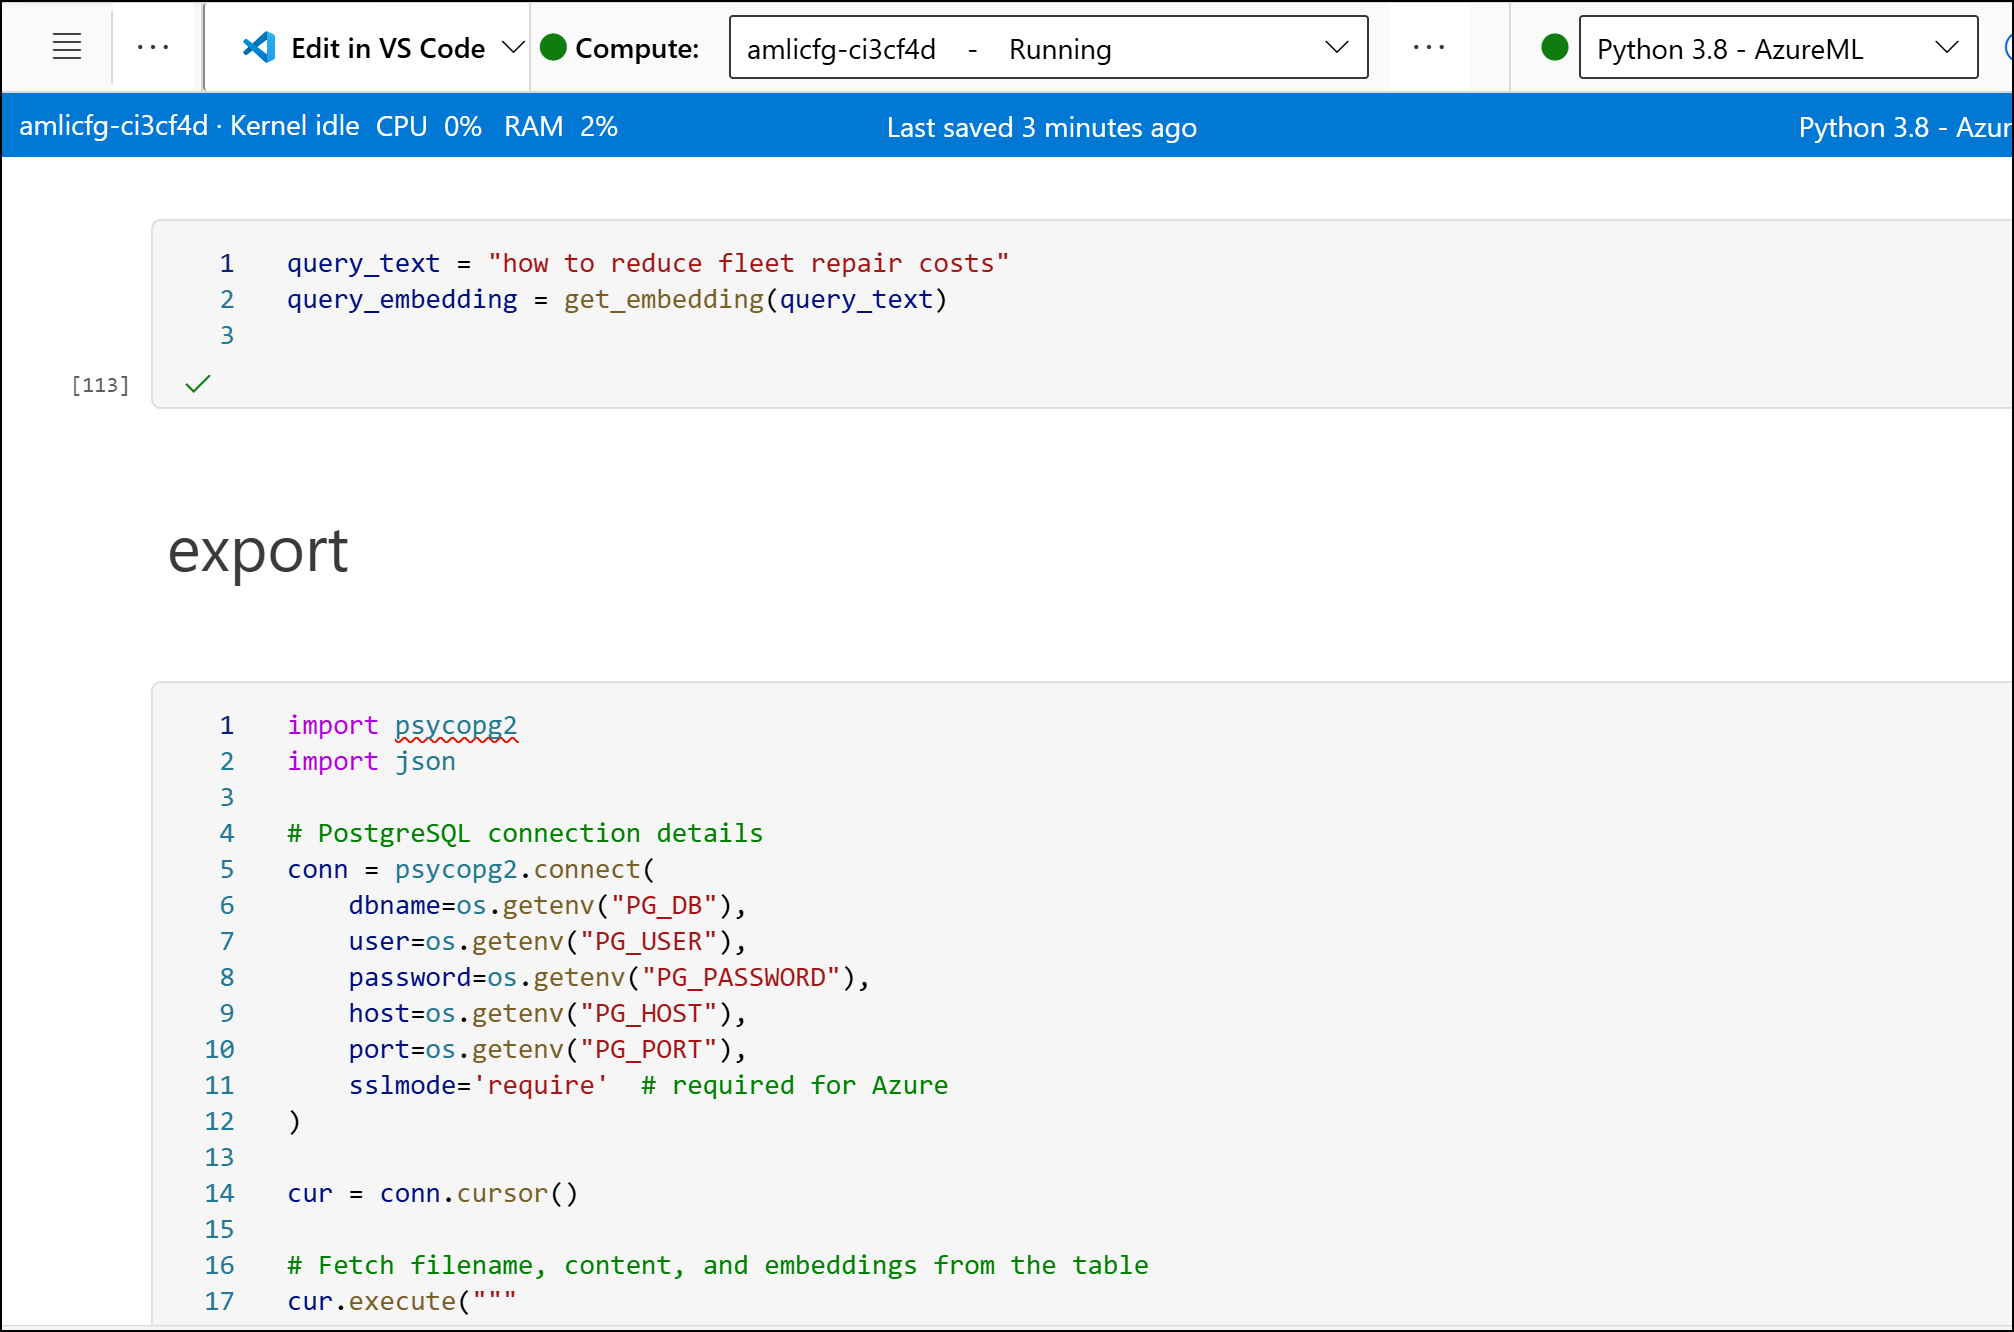 ··· Edit in VS Code Compute: amlicfg-ci3cf4d - Running ··· Python 3.8 - AzureML
amlicfg-ci3cf4d · Kernel idle CPU 0% RAM 2% Last saved 3 minutes ago Python 3.8 - Azur
1 query_text = "how to reduce fleet repair costs"
2 query_embedding = get_embedding(query_text)
3
[113]
export
1 import psycopg2
2 import json
3
4 # PostgreSQL connection details
5 conn = psycopg2.connect(
6     dbname=os.getenv("PG_DB"),
7     user=os.getenv("PG_USER"),
8     password=os.getenv("PG_PASSWORD"),
9     host=os.getenv("PG_HOST"),
10     port=os.getenv("PG_PORT"),
11     sslmode='require'  # required for Azure
12 )
13
14 cur = conn.cursor()
15
16 # Fetch filename, content, and embeddings from the table
17 cur.execute("""